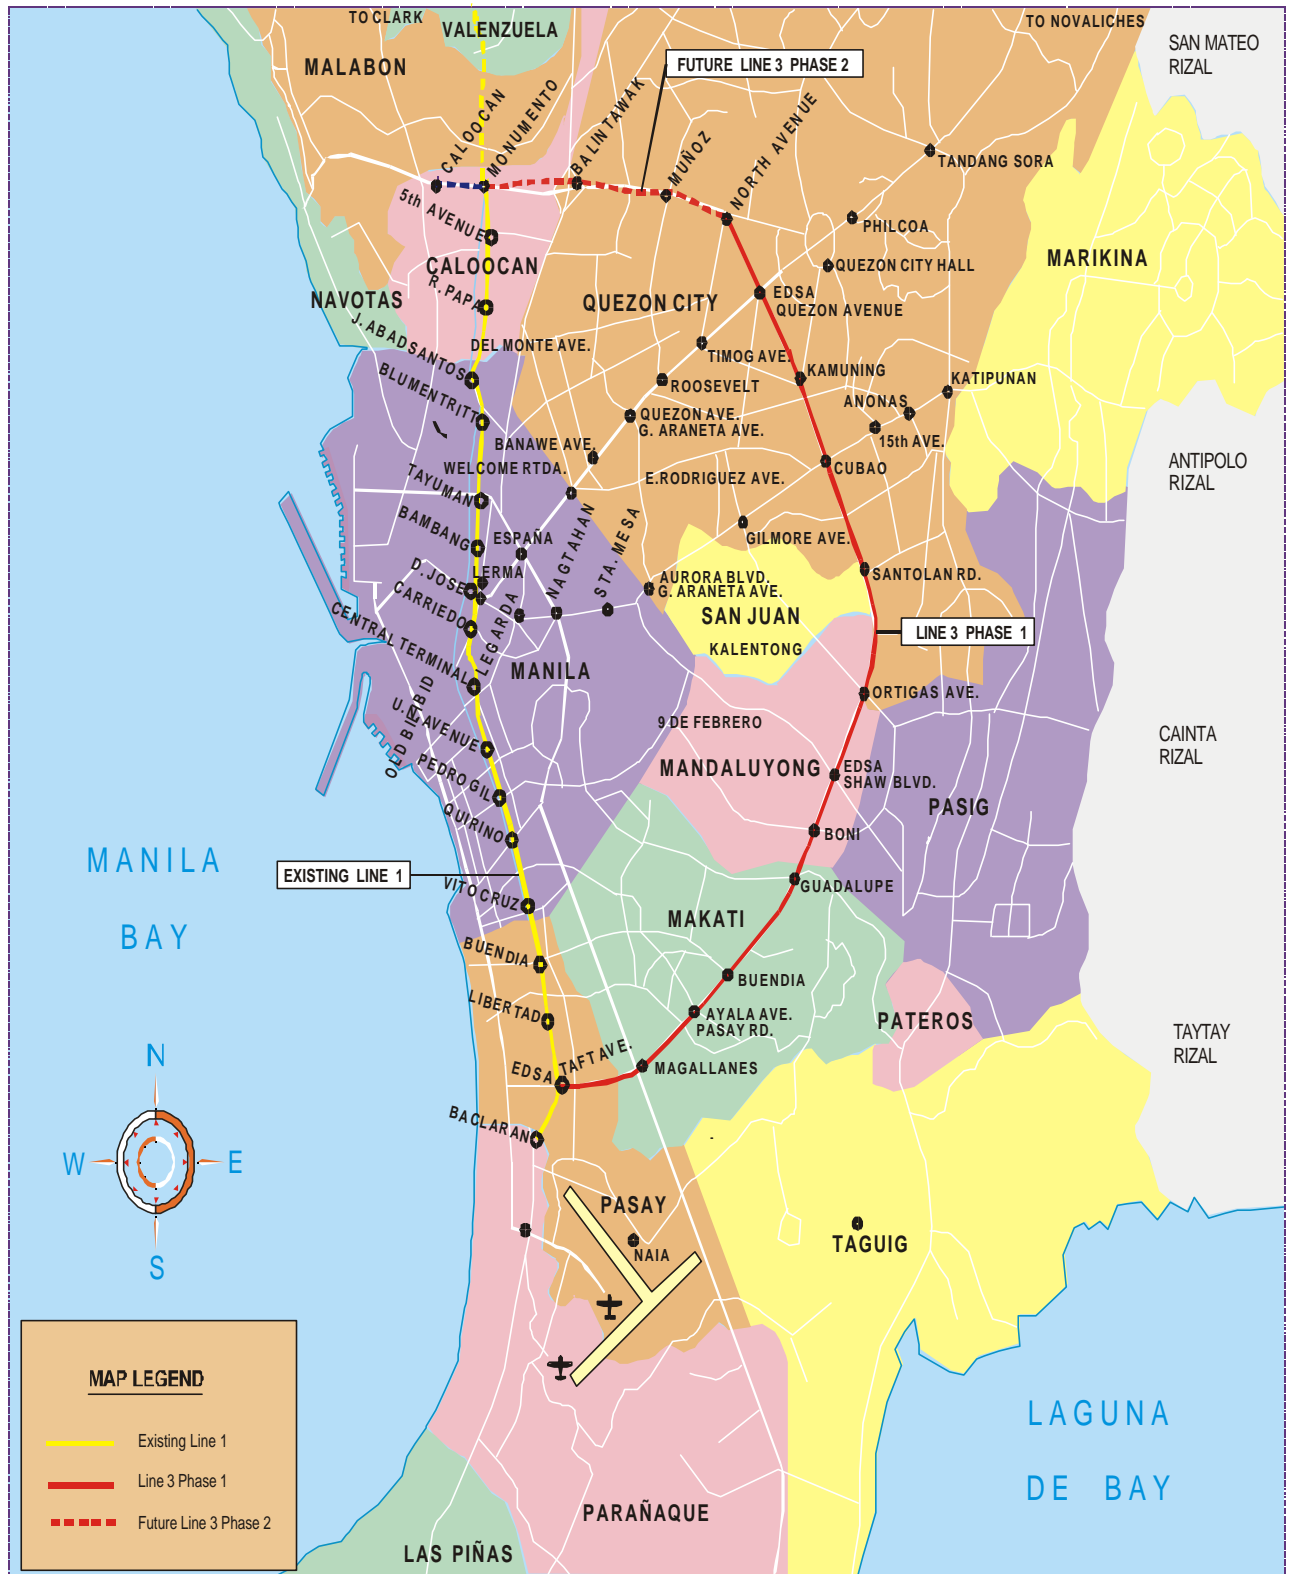 TO CLARK
VALENZUELA
TO NOVALICHES
SAN MATEO
RIZAL
MALABON
FUTURE LINE 3 PHASE 2
CALOOCAN
MONUMENTO
BALINTAWAK
MUÑOZ
NORTH AVENUE
TANDANG SORA
5th AVENUE
PHILCOA
CALOOCAN
QUEZON CITY HALL
MARIKINA
R. PAPA
NAVOTAS
QUEZON CITY
EDSA
QUEZON AVENUE
J. ABAD SANTOS
DEL MONTE AVE.
TIMOG AVE.
BLUMENTRITT
ROOSEVELT
KAMUNING
KATIPUNAN
ANONAS
QUEZON AVE.
G. ARANETA AVE.
15th AVE.
BANAWE AVE.
WELCOME RTDA.
CUBAO
ANTIPOLO
RIZAL
TAYUMAN
E.RODRIGUEZ AVE.
BAMBANG
ESPAÑA
NAGTAHAN
STA. MESA
GILMORE AVE.
D. JOSE
LERMA
AURORA BLVD.
G. ARANETA AVE.
SANTOLAN RD.
CARRIEDO
LEGARDA
SAN JUAN
LINE 3 PHASE 1
CENTRAL TERMINAL
KALENTONG
MANILA
OLD BILIBID
ORTIGAS AVE.
U.N. AVENUE
9 DE FEBRERO
CAINTA
RIZAL
PEDRO GIL
MANDALUYONG
EDSA
SHAW BLVD.
PASIG
QUIRINO
BONI
MANILA
BAY
EXISTING LINE 1
VITO CRUZ
GUADALUPE
MAKATI
BUENDIA
BUENDIA
LIBERTAD
AYALA AVE.
PASAY RD.
PATEROS
TAYTAY
RIZAL
EDSA
TAFT AVE.
MAGALLANES
BACLARAN
N
W
E
S
PASAY
NAIA
TAGUIG
MAP LEGEND
Existing Line 1
Line 3 Phase 1
Future Line 3 Phase 2
LAGUNA
DE BAY
PARAÑAQUE
LAS PIÑAS